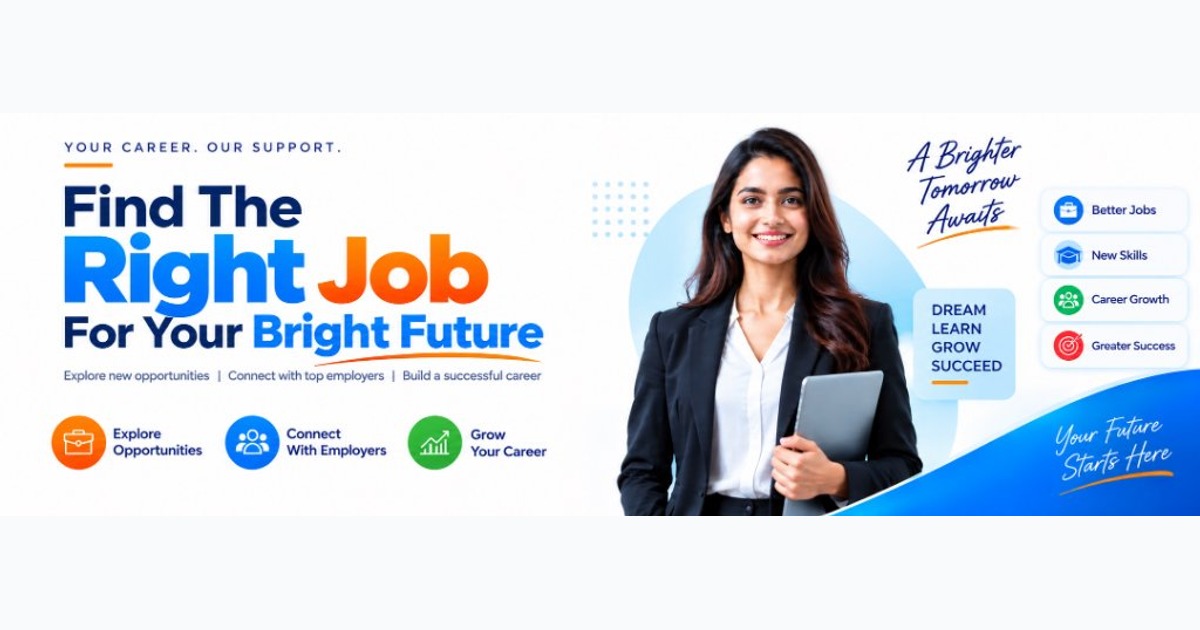 YOUR CAREER. OUR SUPPORT.
Find The
Right Job
For Your Bright Future
Explore new opportunities | Connect with top employers | Build a successful career
Explore
Opportunities
Connect
With Employers
Grow
Your Career
A Brighter
Tomorrow
Awaits
DREAM
LEARN
GROW
SUCCEED
Better Jobs
New Skills
Career Growth
Greater Success
Your Future
Starts Here